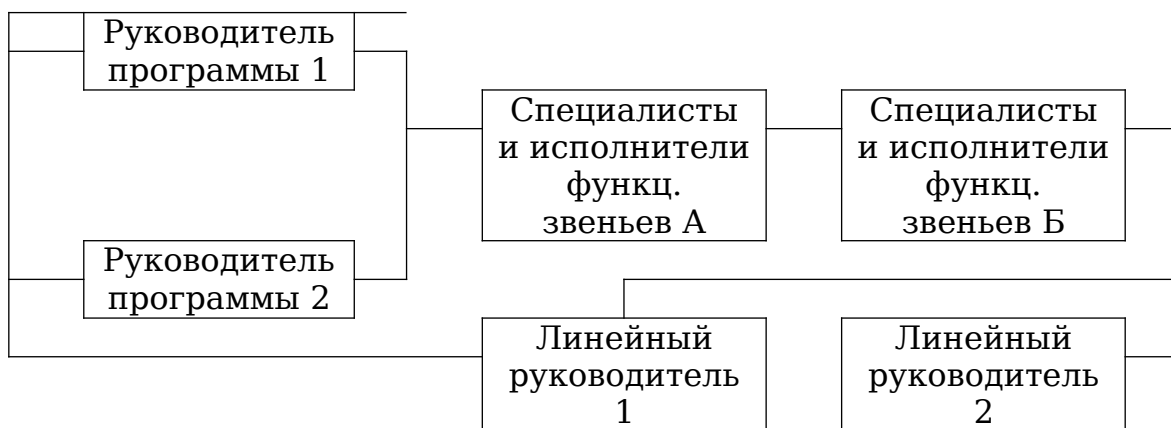 Руководитель
программы 1
Специалисты
и исполнители
функц.
звеньев А
Специалисты
и исполнители
функц.
звеньев Б
Руководитель
программы 2
Линейный
руководитель
1
Линейный
руководитель
2